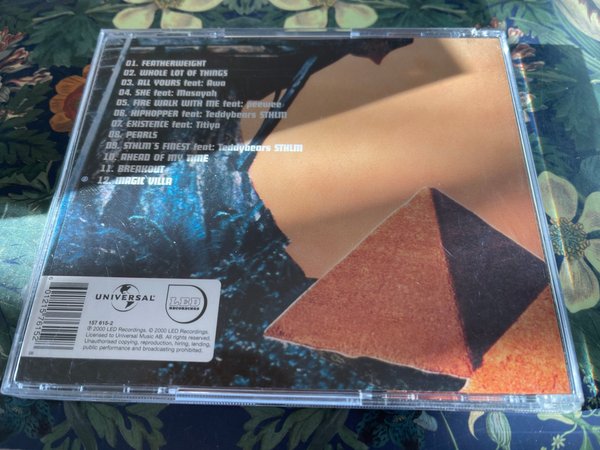 01. FEATHERWEIGHT
02. WHOLE LOT OF THINGS
03. ALL YOURS feat: Awa
04. SHE feat: Masayah
05. FIRE WALK WITH ME feat: PeeWee
06. HIPHOPPER feat: Teddybears STHLM
07. EXISTENCE feat: Titiyo
08. PEARLS
09. STHLM'S FINEST feat: Teddybears STHLM
10. AHEAD OF MY TIME
11. BREAKOUT
12. MAGIC VILLA
UNIVERSAL
LED
RECORDINGS
157 615-2
℗ 2000 LED Recordings. © 2000 LED Recordings.
Licensed to Universal Music AB. All rights reserved.
Unauthorised copying, reproduction, hiring, lending,
public performance and broadcasting prohibited.